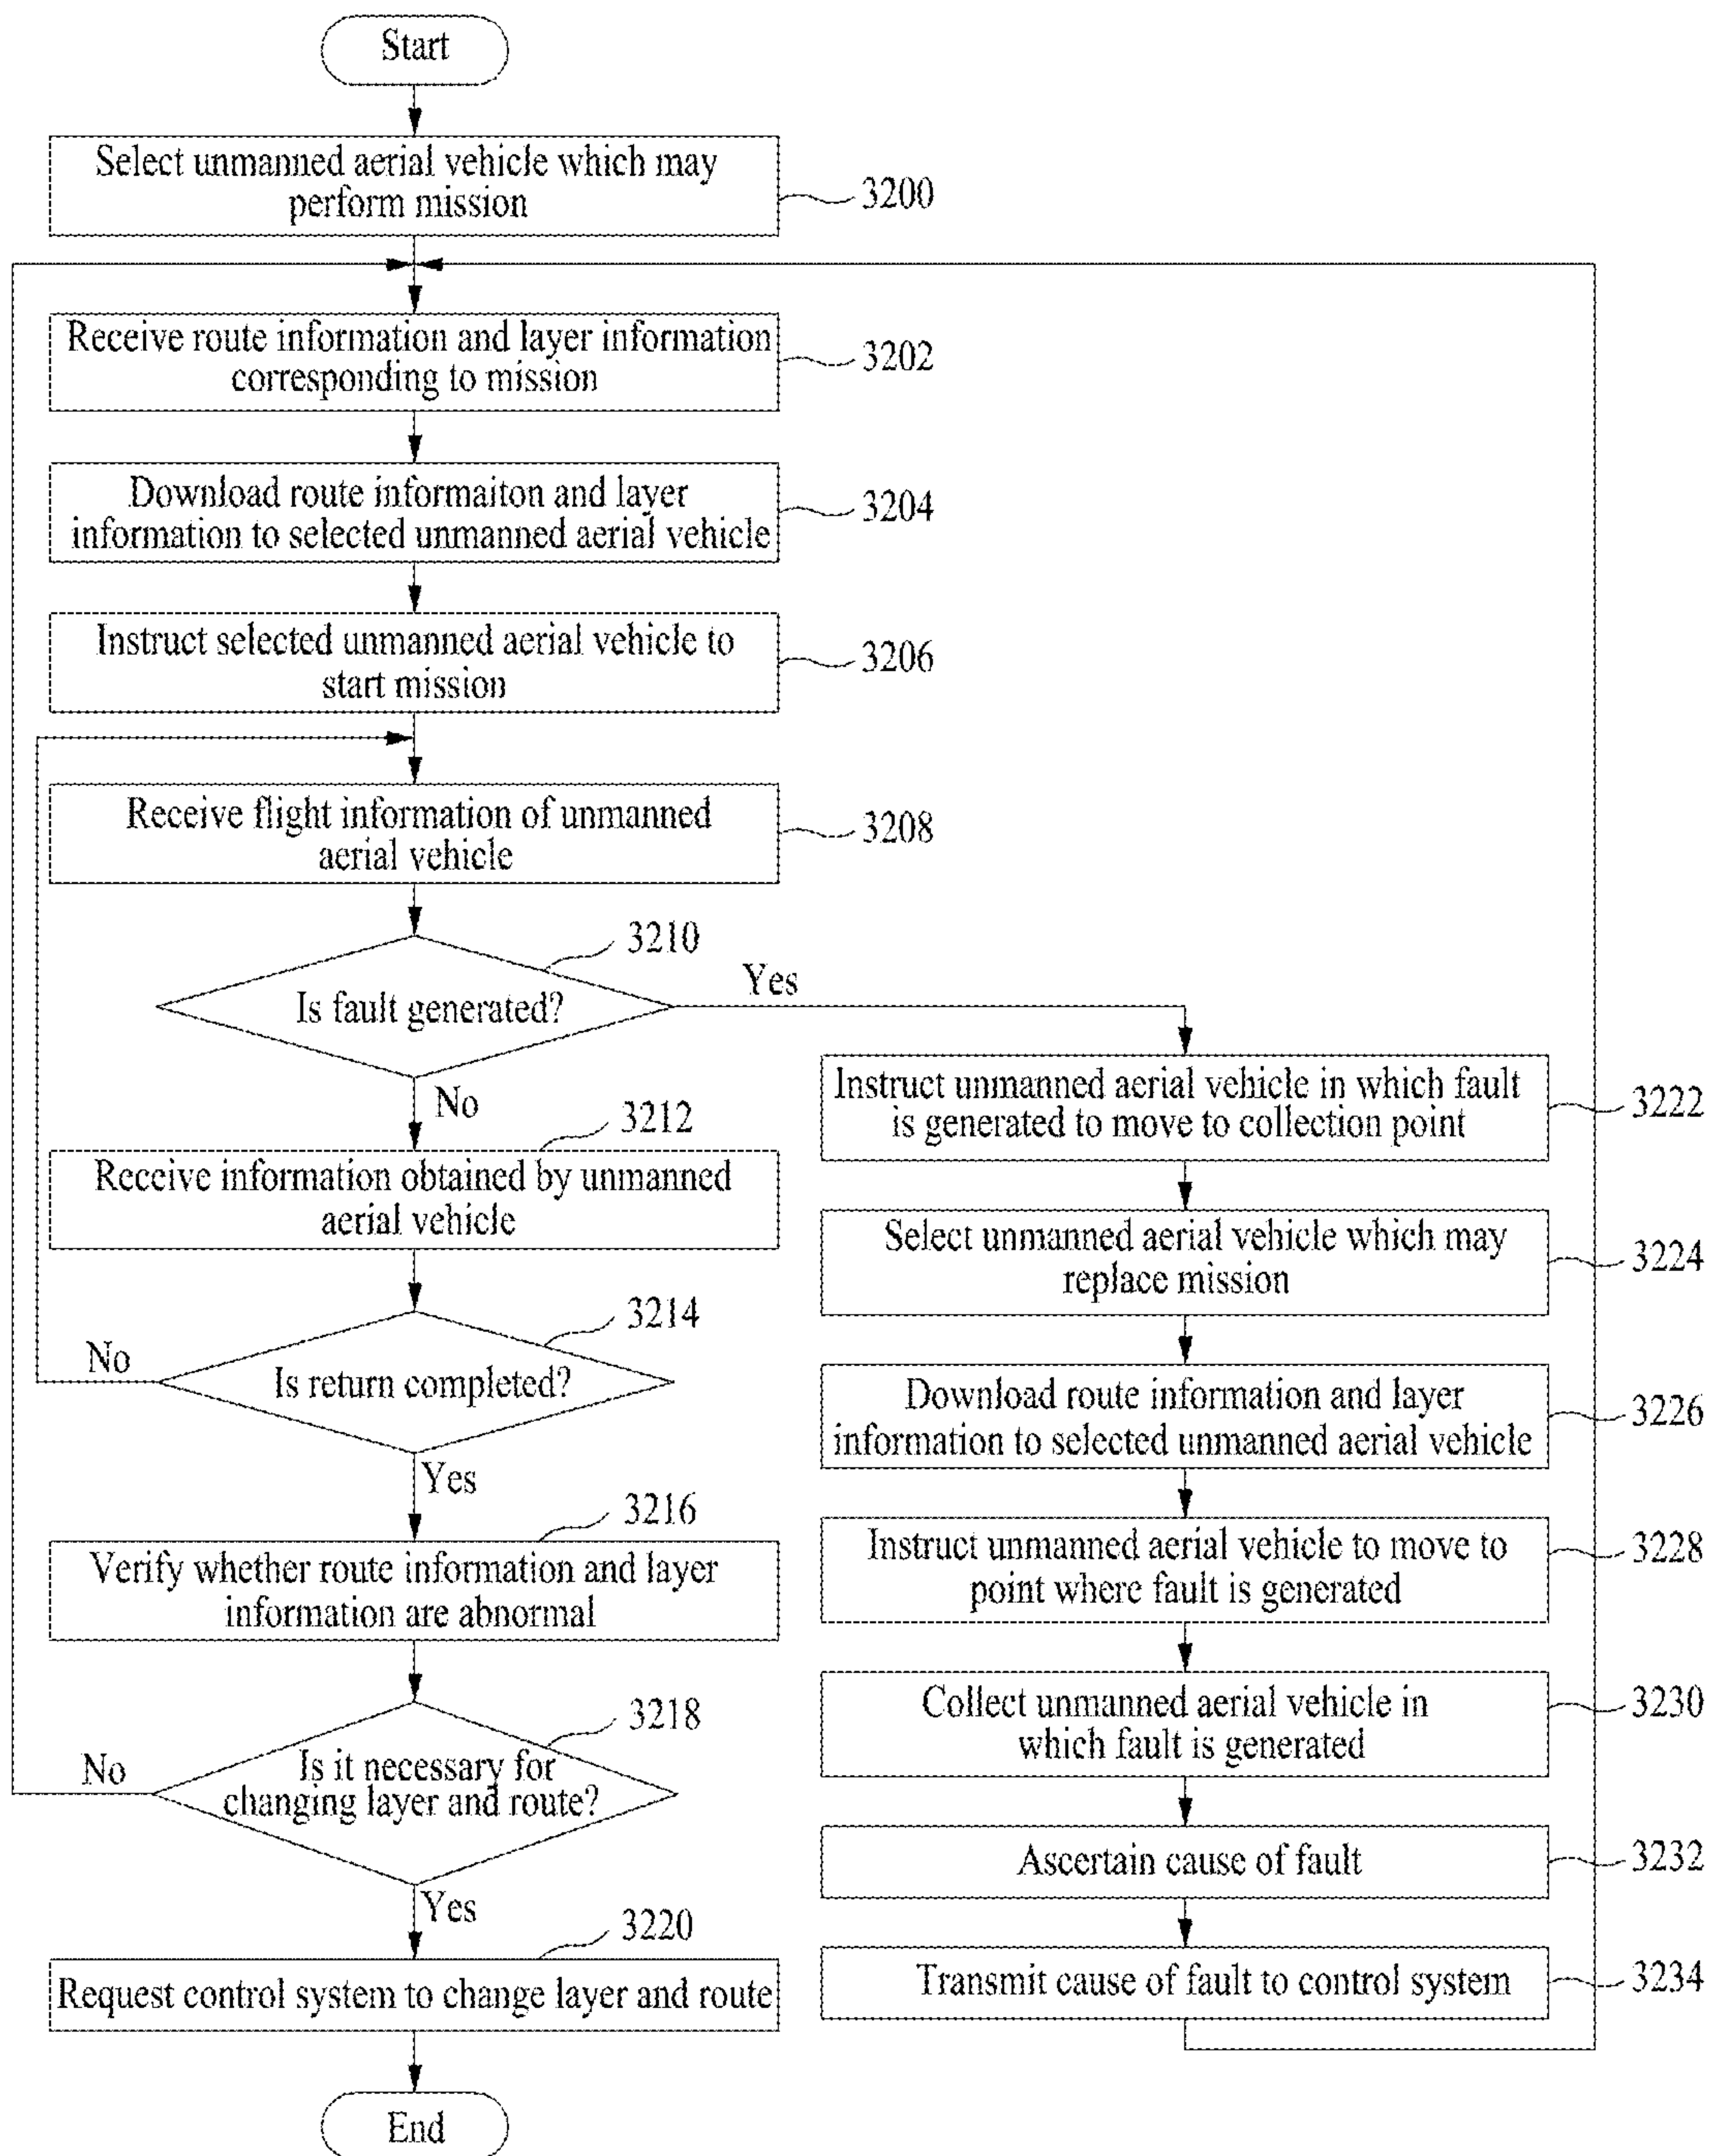 Start
Select unmanned aerial vehicle which may
perform mission
3200
Receive route information and layer information
corresponding to mission
3202
Download route informaiton and layer
information to selected unmanned aerial vehicle
3204
Instruct selected unmanned aerial vehicle to
start mission
3206
Receive flight information of unmanned
aerial vehicle
3208
3210
Is fault generated?
Yes
No
3212
Receive information obtained by unmanned
aerial vehicle
3214
Is return completed?
No
Yes
3216
Verify whether route information and layer
information are abnormal
3218
Is it necessary for
changing layer and route?
No
Yes
3220
Request control system to change layer and route
End
Instruct unmanned aerial vehicle in which fault
is generated to move to collection point
3222
Select unmanned aerial vehicle which may
replace mission
3224
Download route information and layer
information to selected unmanned aerial vehicle
3226
Instruct unmanned aerial vehicle to move to
point where fault is generated
3228
Collect unmanned aerial vehicle in
which fault is generated
3230
Ascertain cause of fault
3232
Transmit cause of fault to control system
3234